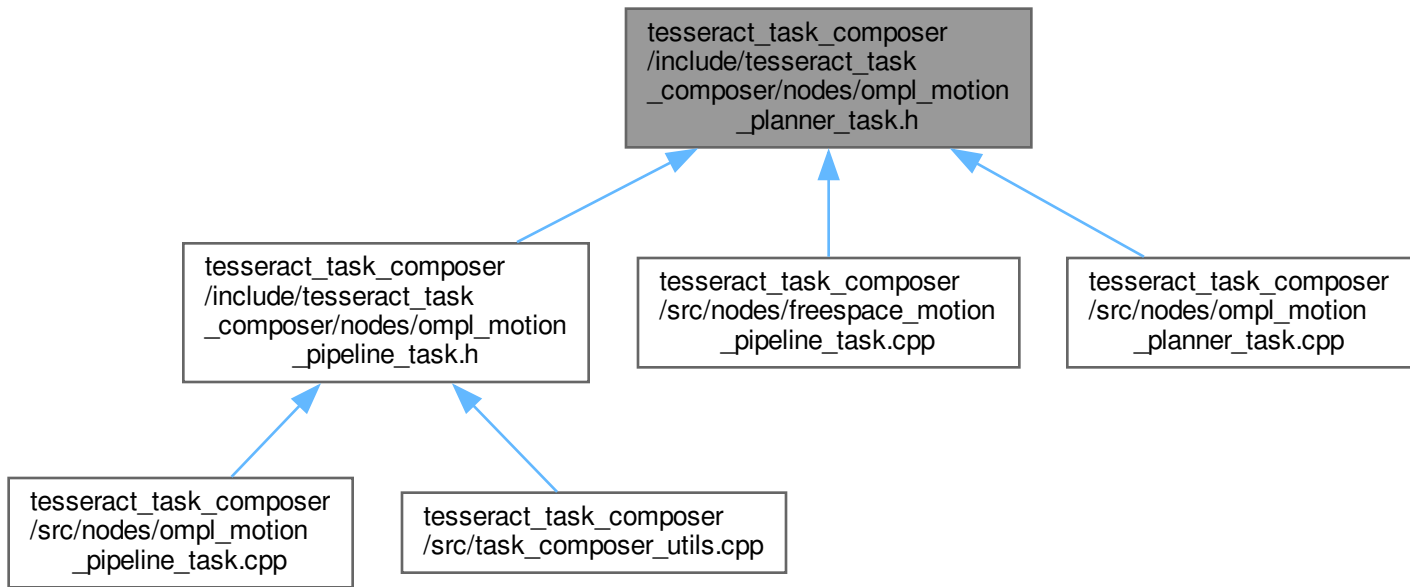 tesseract_task_composer
/include/tesseract_task
_composer/nodes/ompl_motion
_planner_task.h
tesseract_task_composer
/include/tesseract_task
_composer/nodes/ompl_motion
_pipeline_task.h
tesseract_task_composer
/src/nodes/freespace_motion
_pipeline_task.cpp
tesseract_task_composer
/src/nodes/ompl_motion
_planner_task.cpp
tesseract_task_composer
/src/nodes/ompl_motion
_pipeline_task.cpp
tesseract_task_composer
/src/task_composer_utils.cpp